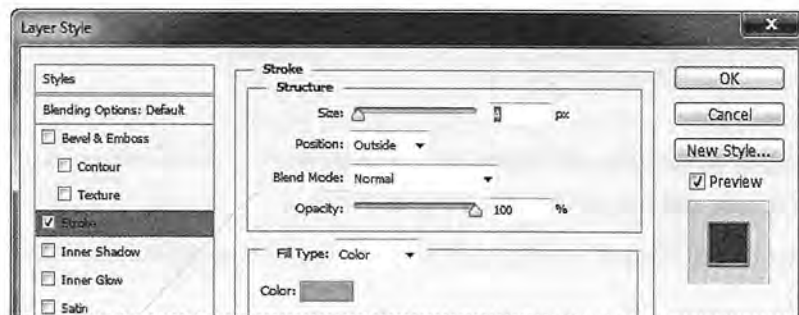 Layer Style
x
Styles
Blending Options: Default
Bevel & Emboss
Contour
Texture
Stroke
Inner Shadow
Inner Glow
Satin
Stroke
Structure
Size: px
Position: Outside
Blend Mode: Normal
Opacity: 100 %
Fill Type: Color
Color:
OK
Cancel
New Style...
Preview